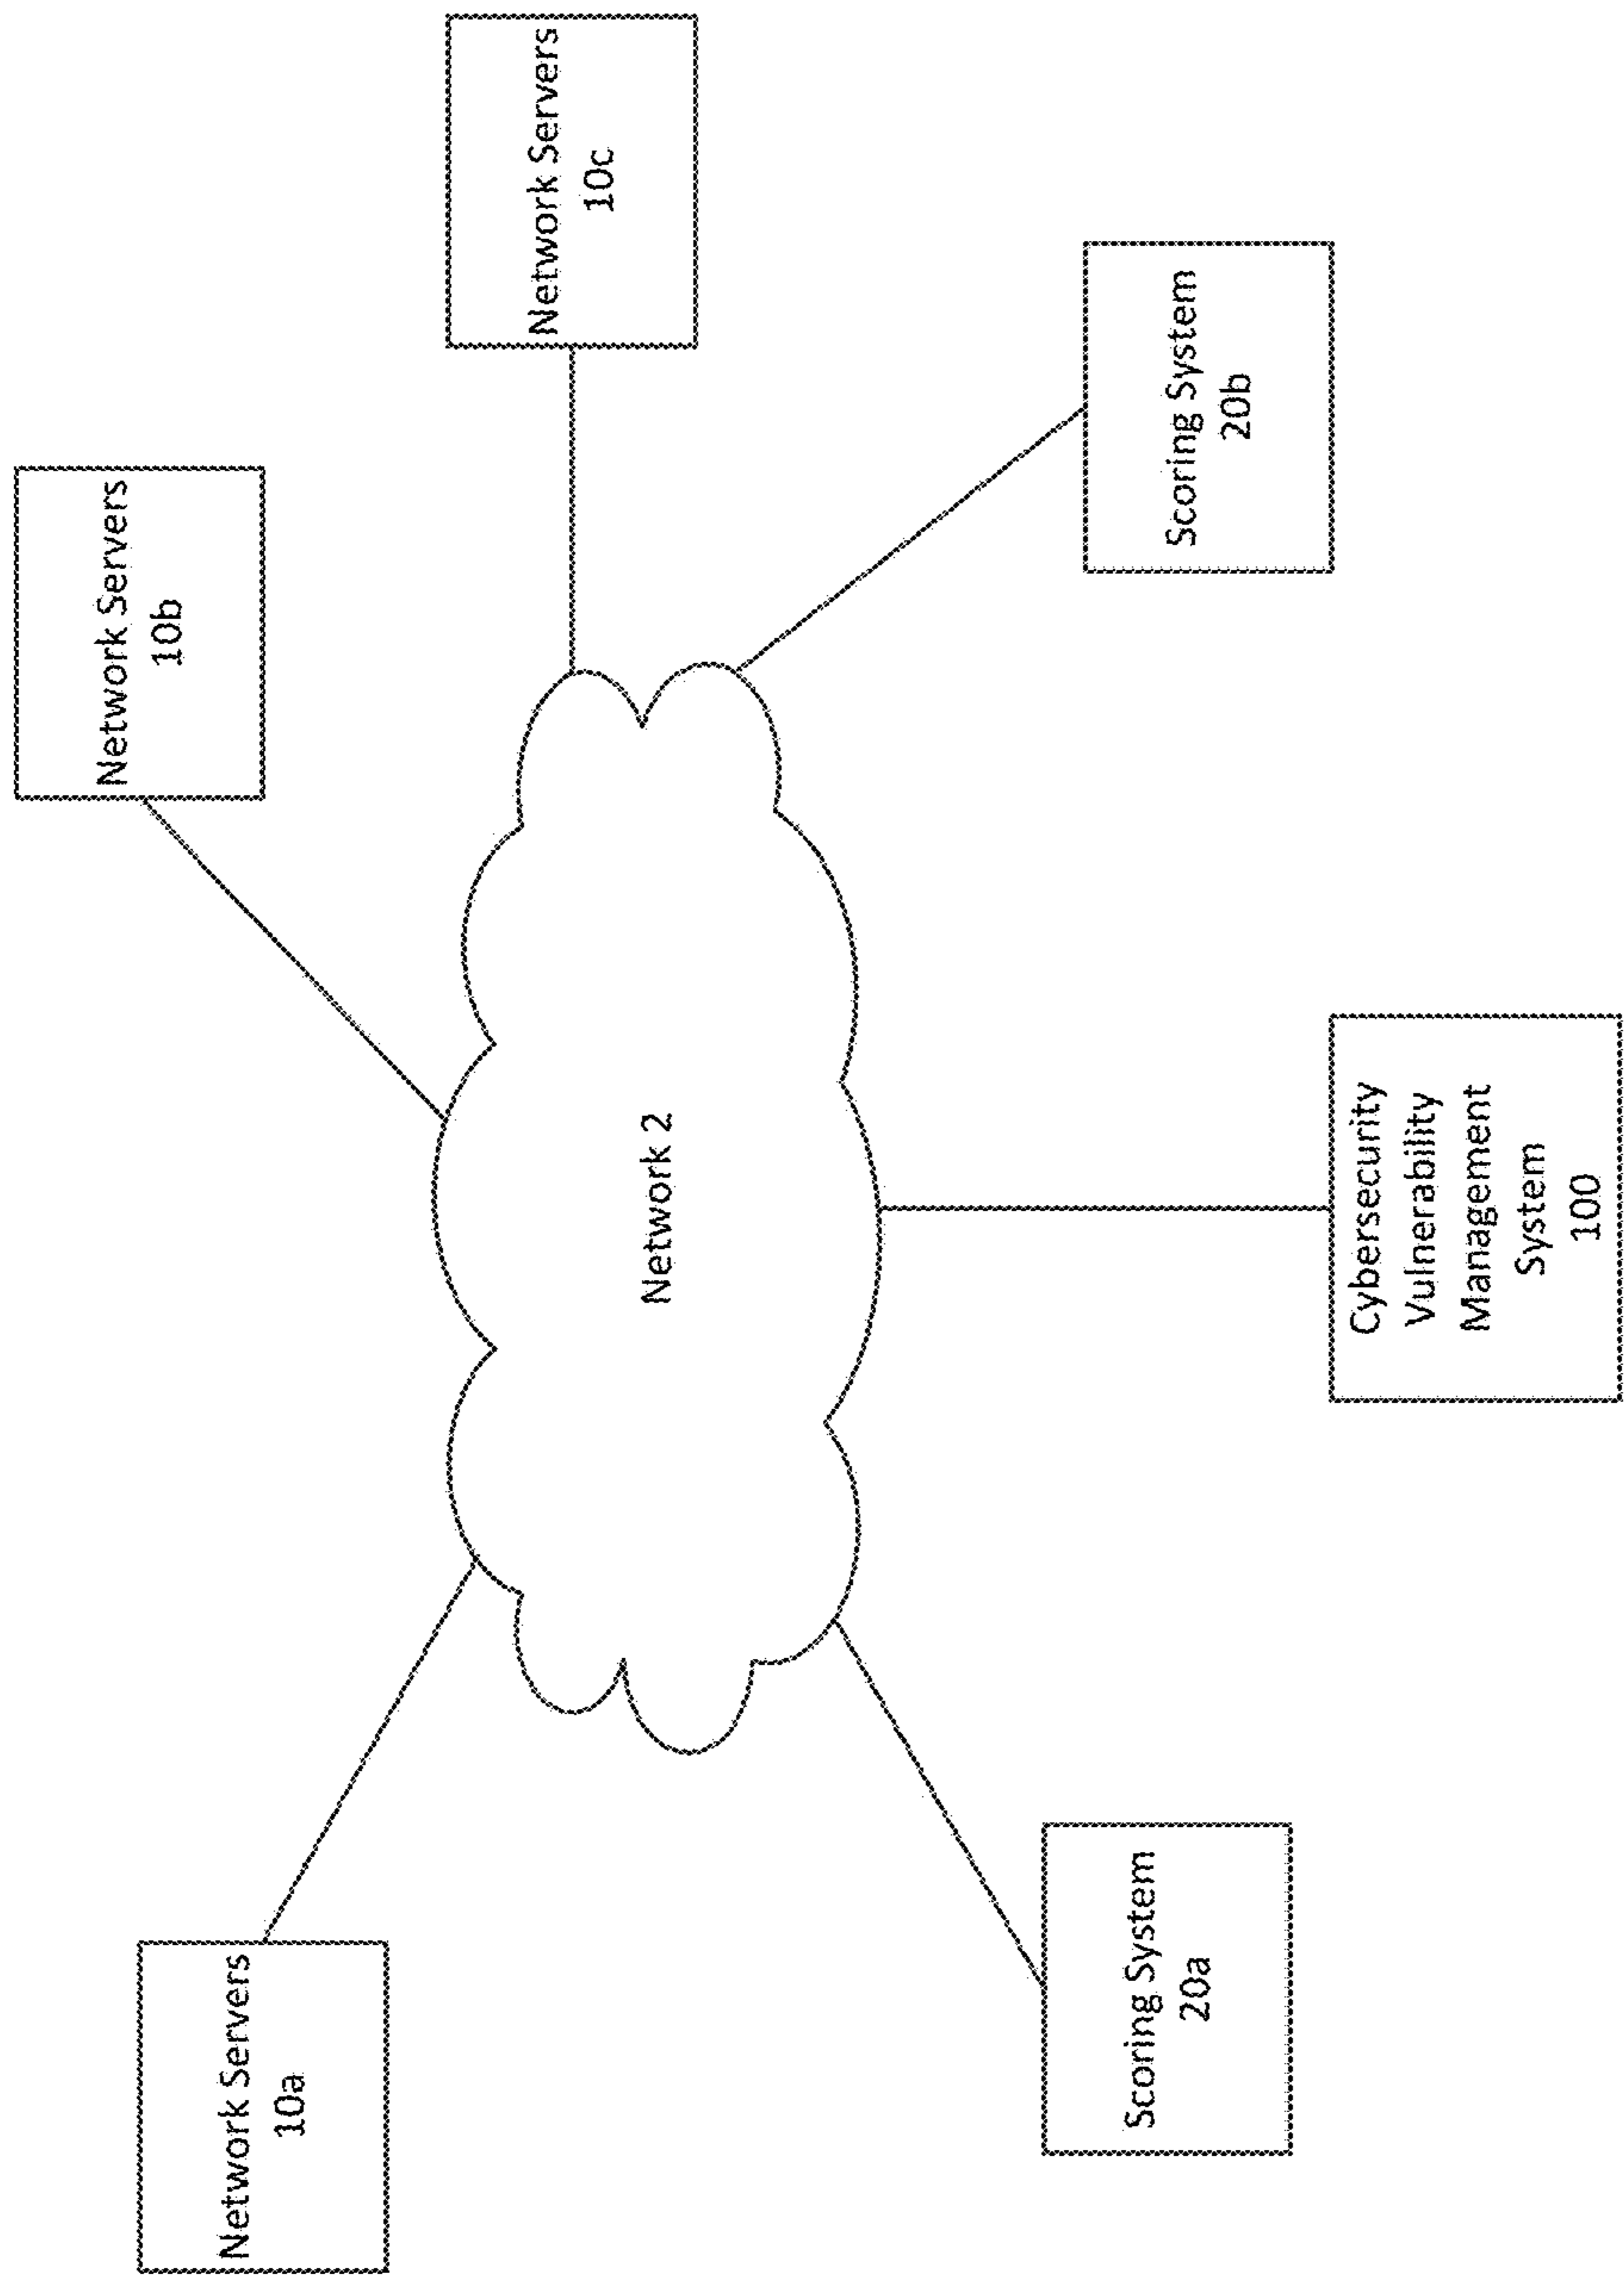 Network Servers
10a
Network Servers
10b
Network Servers
10c
Network 2
Scoring System
20a
Cybersecurity
Vulnerability
Management
System
100
Scoring System
20b